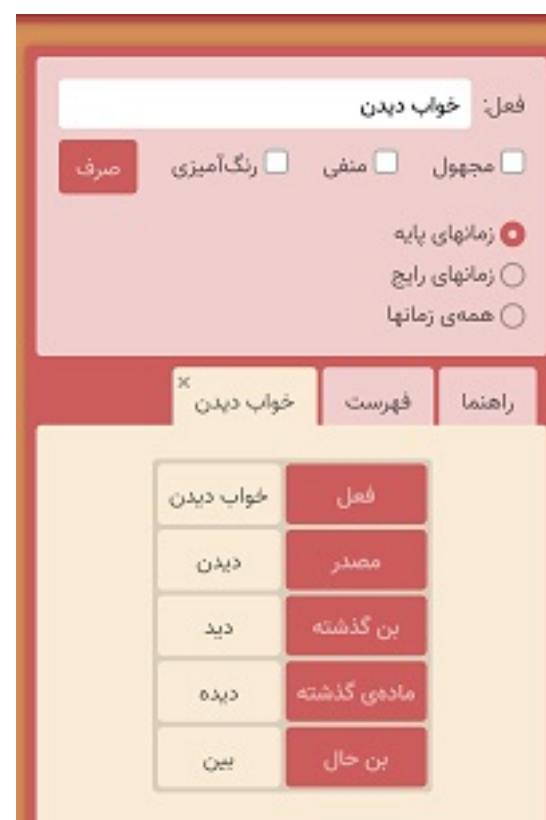 فعل: خواب دیدن
مجهول منفی رنگ‌آمیزی صرف
زمانهای پایه
زمانهای رایج
همه‌ی زمانها
راهنما فهرست خواب دیدن ×
فعل خواب دیدن
مصدر دیدن
بن گذشته دید
ماده‌ی گذشته دیده
بن حال بین